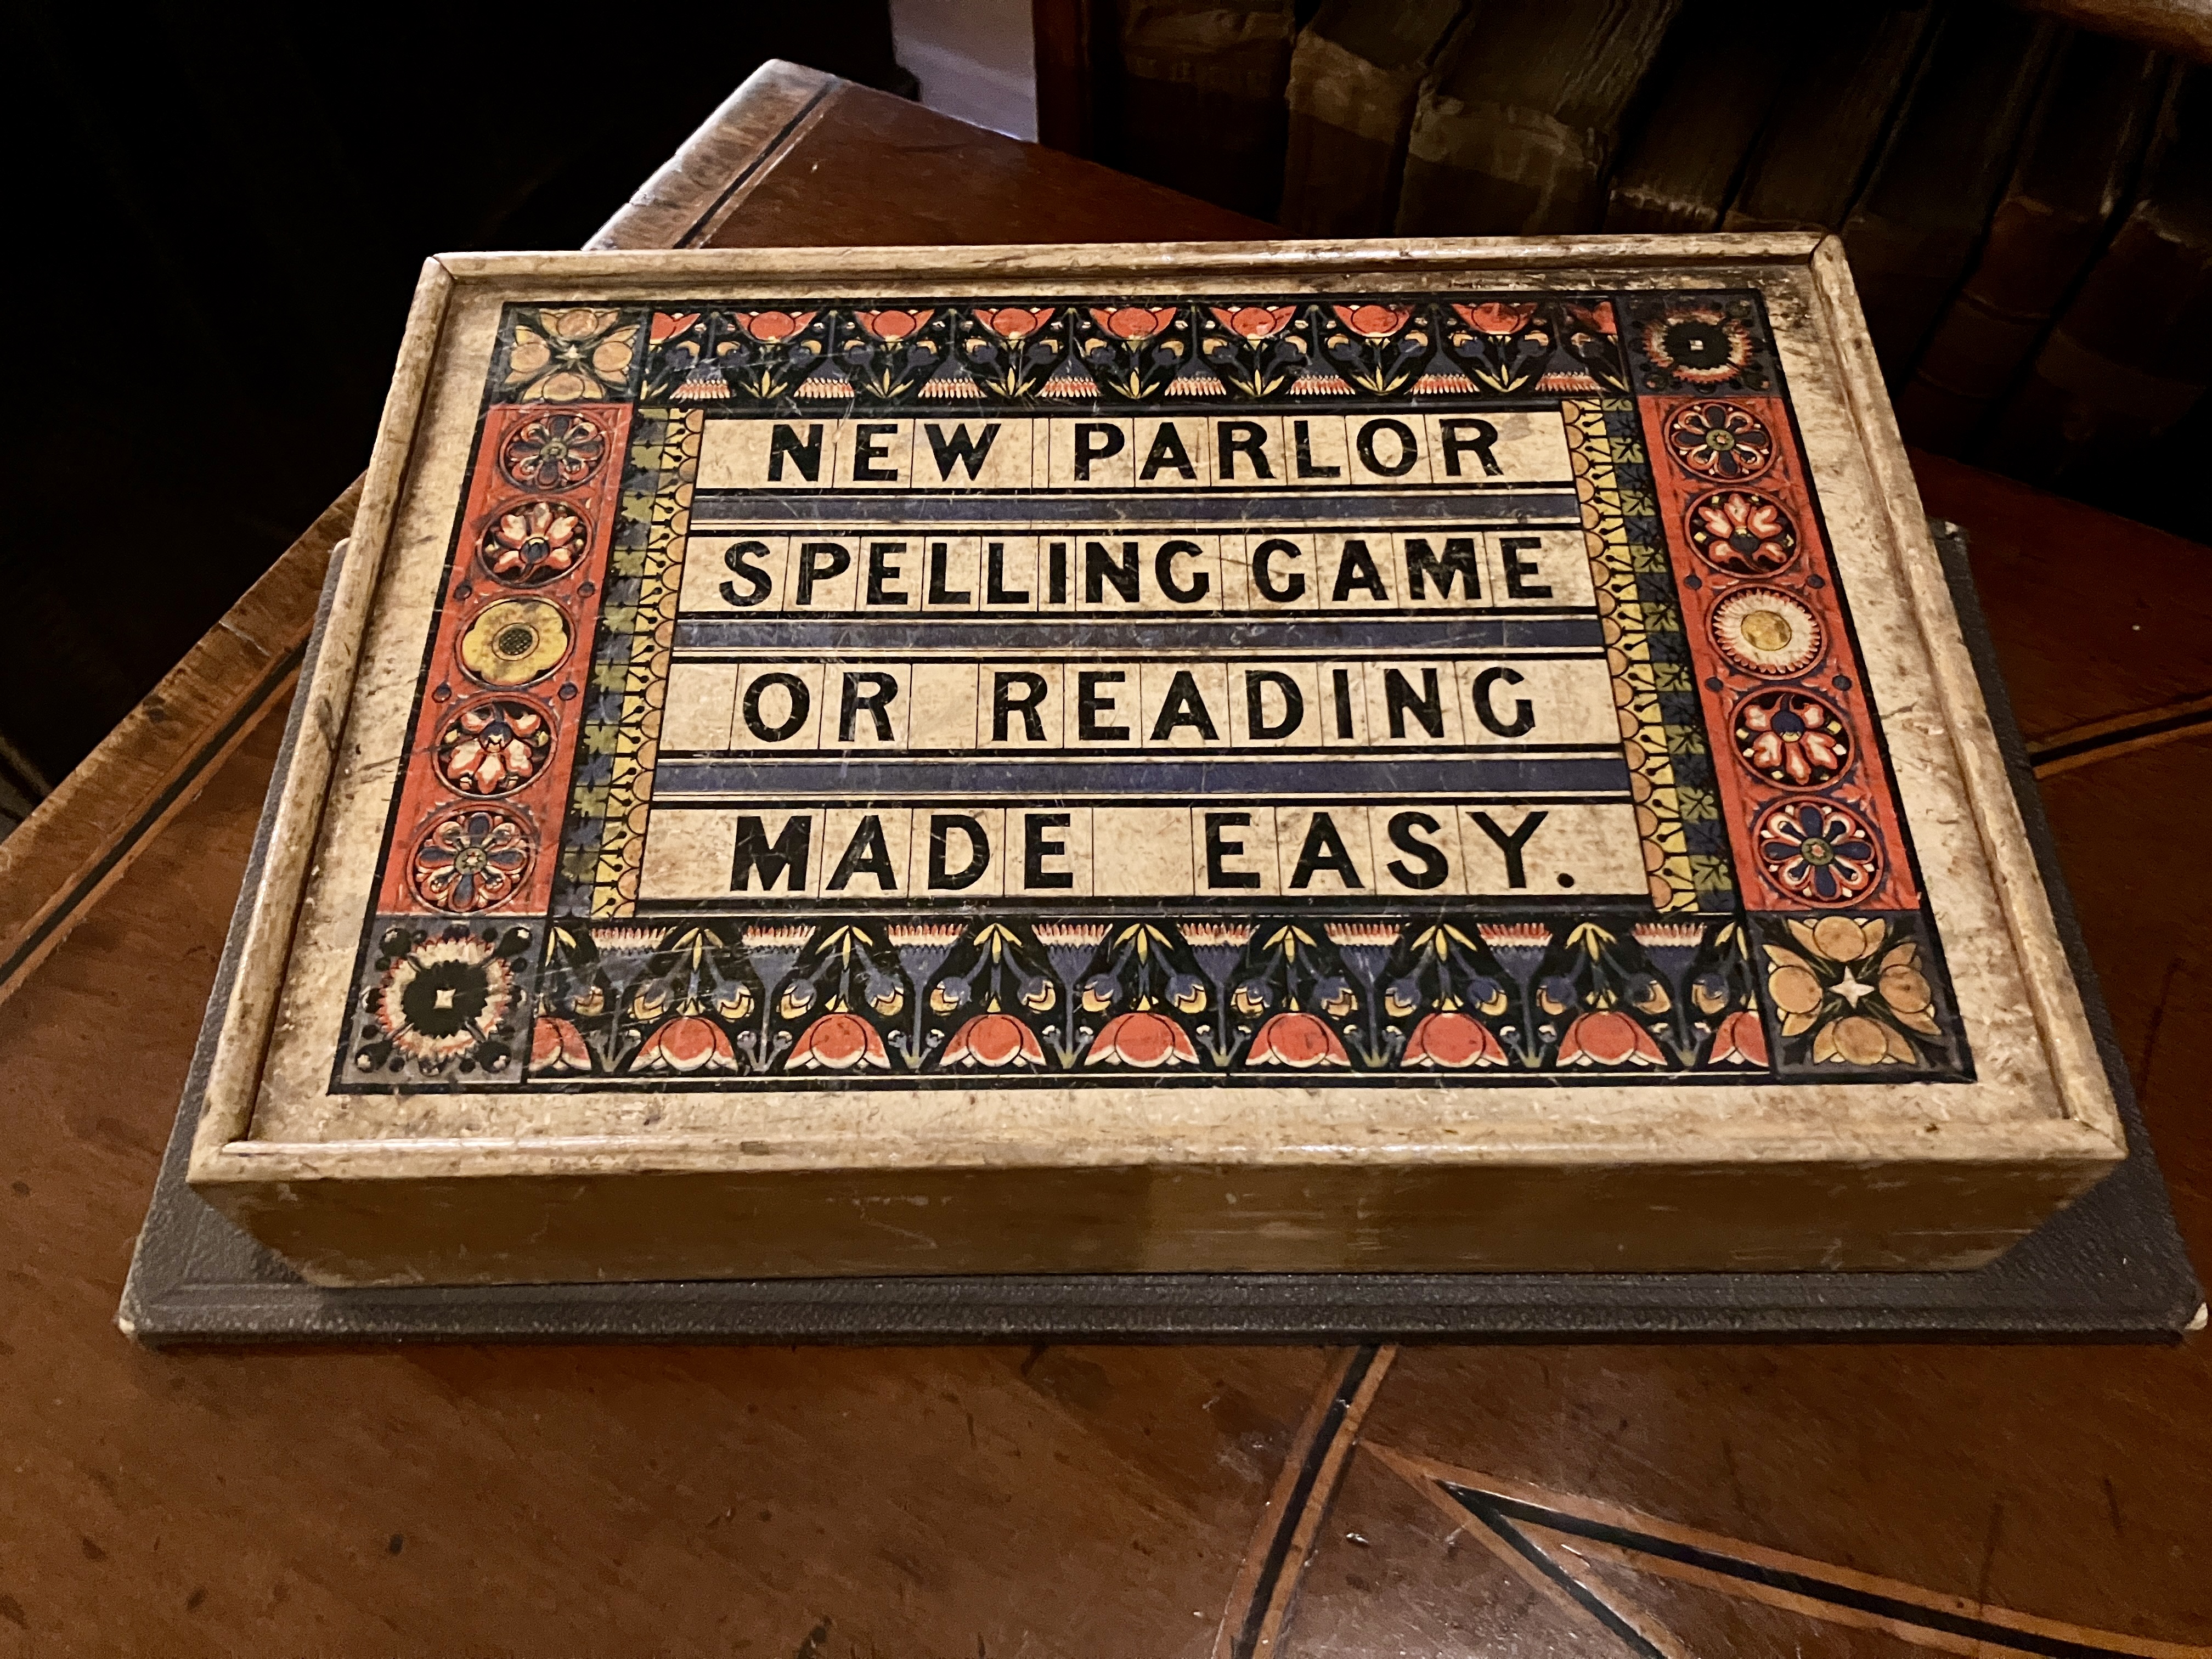 NEW PARLOR
SPELLING GAME
OR READING
MADE EASY.